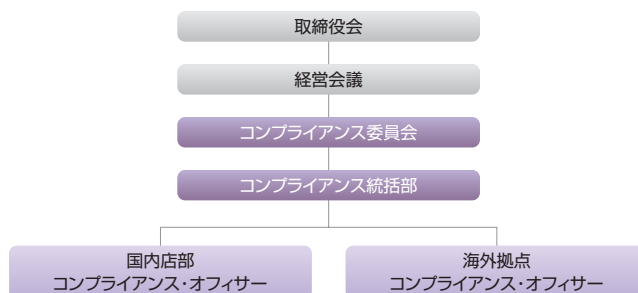 取締役会
経営会議
コンプライアンス委員会
コンプライアンス統括部
国内店部
コンプライアンス・オフィサー
海外拠点
コンプライアンス・オフィサー